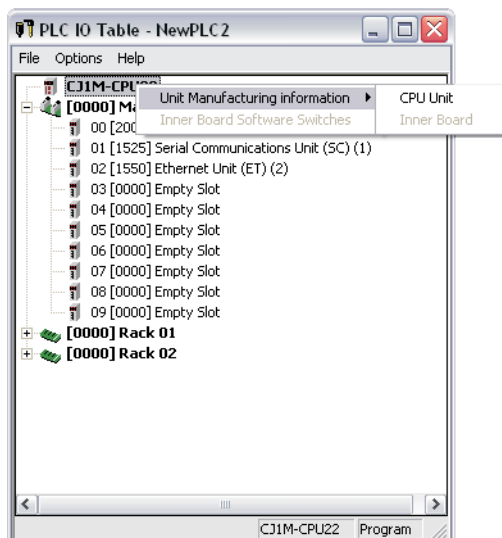 PLC IO Table - NewPLC2
File Options Help
CJ1M-CPU
Unit Manufacturing information CPU Unit
[0000]
Inner Board Software Switches Inner Board
00 [200
01 [1525] Serial Communications Unit (SC) (1)
02 [1550] Ethernet Unit (ET) (2)
03 [0000] Empty Slot
04 [0000] Empty Slot
05 [0000] Empty Slot
06 [0000] Empty Slot
07 [0000] Empty Slot
08 [0000] Empty Slot
09 [0000] Empty Slot
[0000] Rack 01
[0000] Rack 02
CJ1M-CPU22 Program